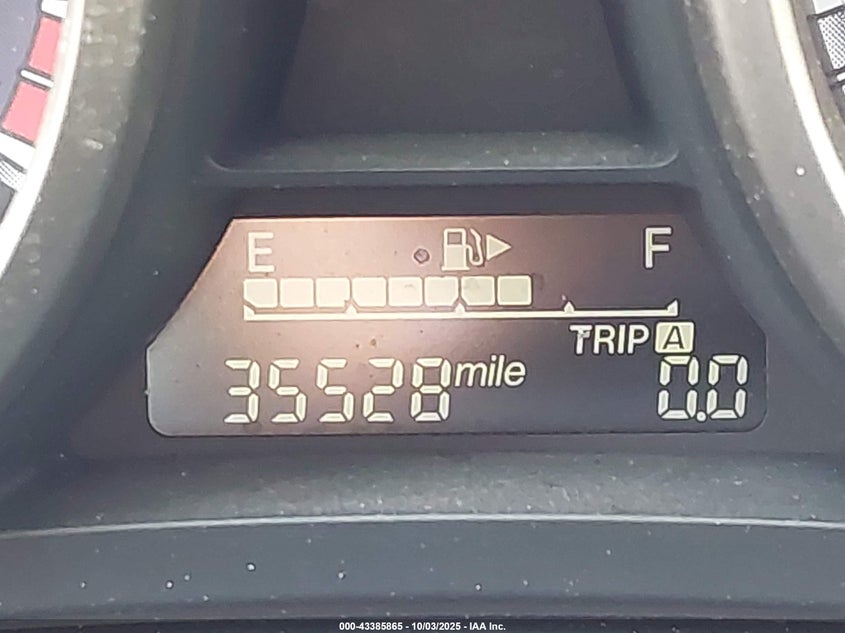 E F
TRIP A
35528 mile 0.0
000-43385865 - 10/03/2025 - IAA Inc.